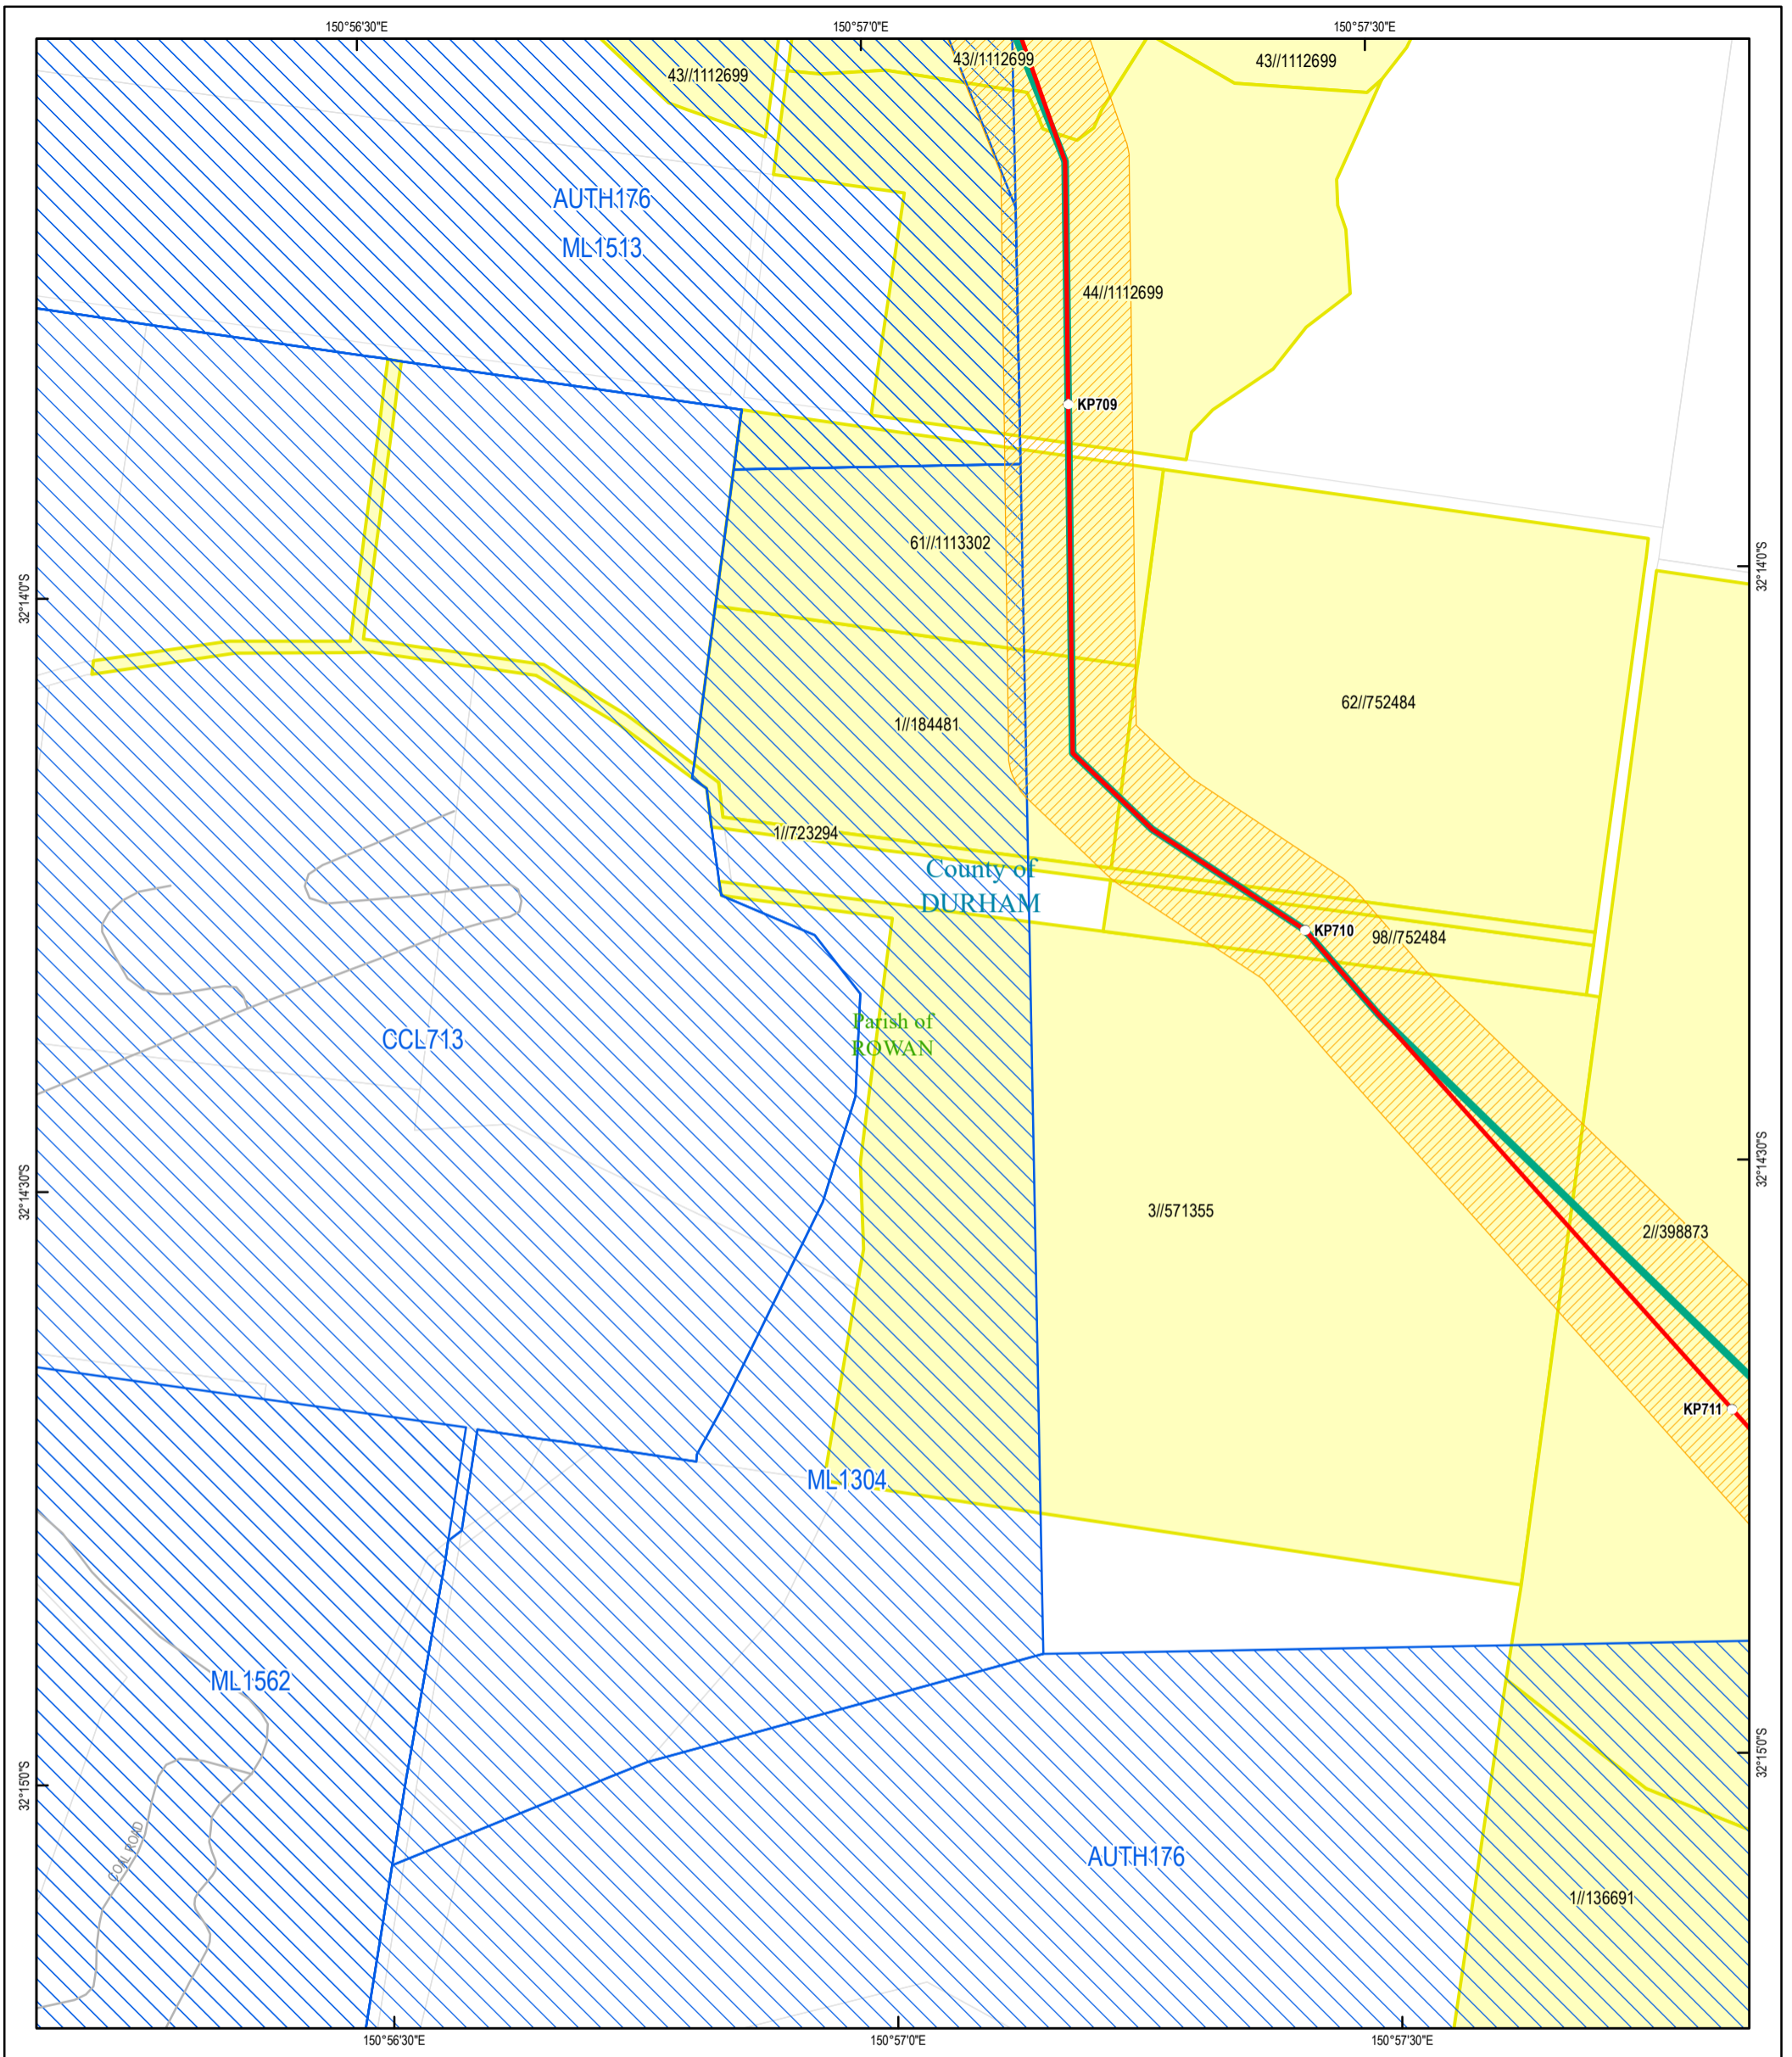 150°56'30"E
150°57'0"E
150°57'30"E
43//1112699
43//1112699
43//1112699
AUTH176
ML1513
44//1112699
KP709
61//1113302
32°14'0"S
32°14'0"S
62//752484
1//184481
1//723294
County of
DURHAM
KP710
98//752484
Parish of
ROWAN
CCL713
32°14'30"S
32°14'30"S
3//571355
2//398873
KP711
ML1304
ML1562
32°15'0"S
32°15'0"S
COAL ROAD
AUTH176
1//136691
150°56'30"E
150°57'0"E
150°57'30"E